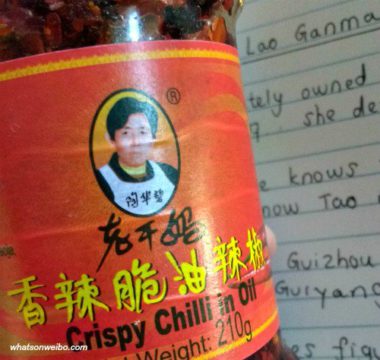 ®
陶华碧
老干妈
香辣脆油辣椒
Crispy Chilli in Oil
Weight: 210g
Lao Ganma
tely owned
she de
knows
now Tao
Guizhou
Guiyang
es fig
whatsonweibo.com